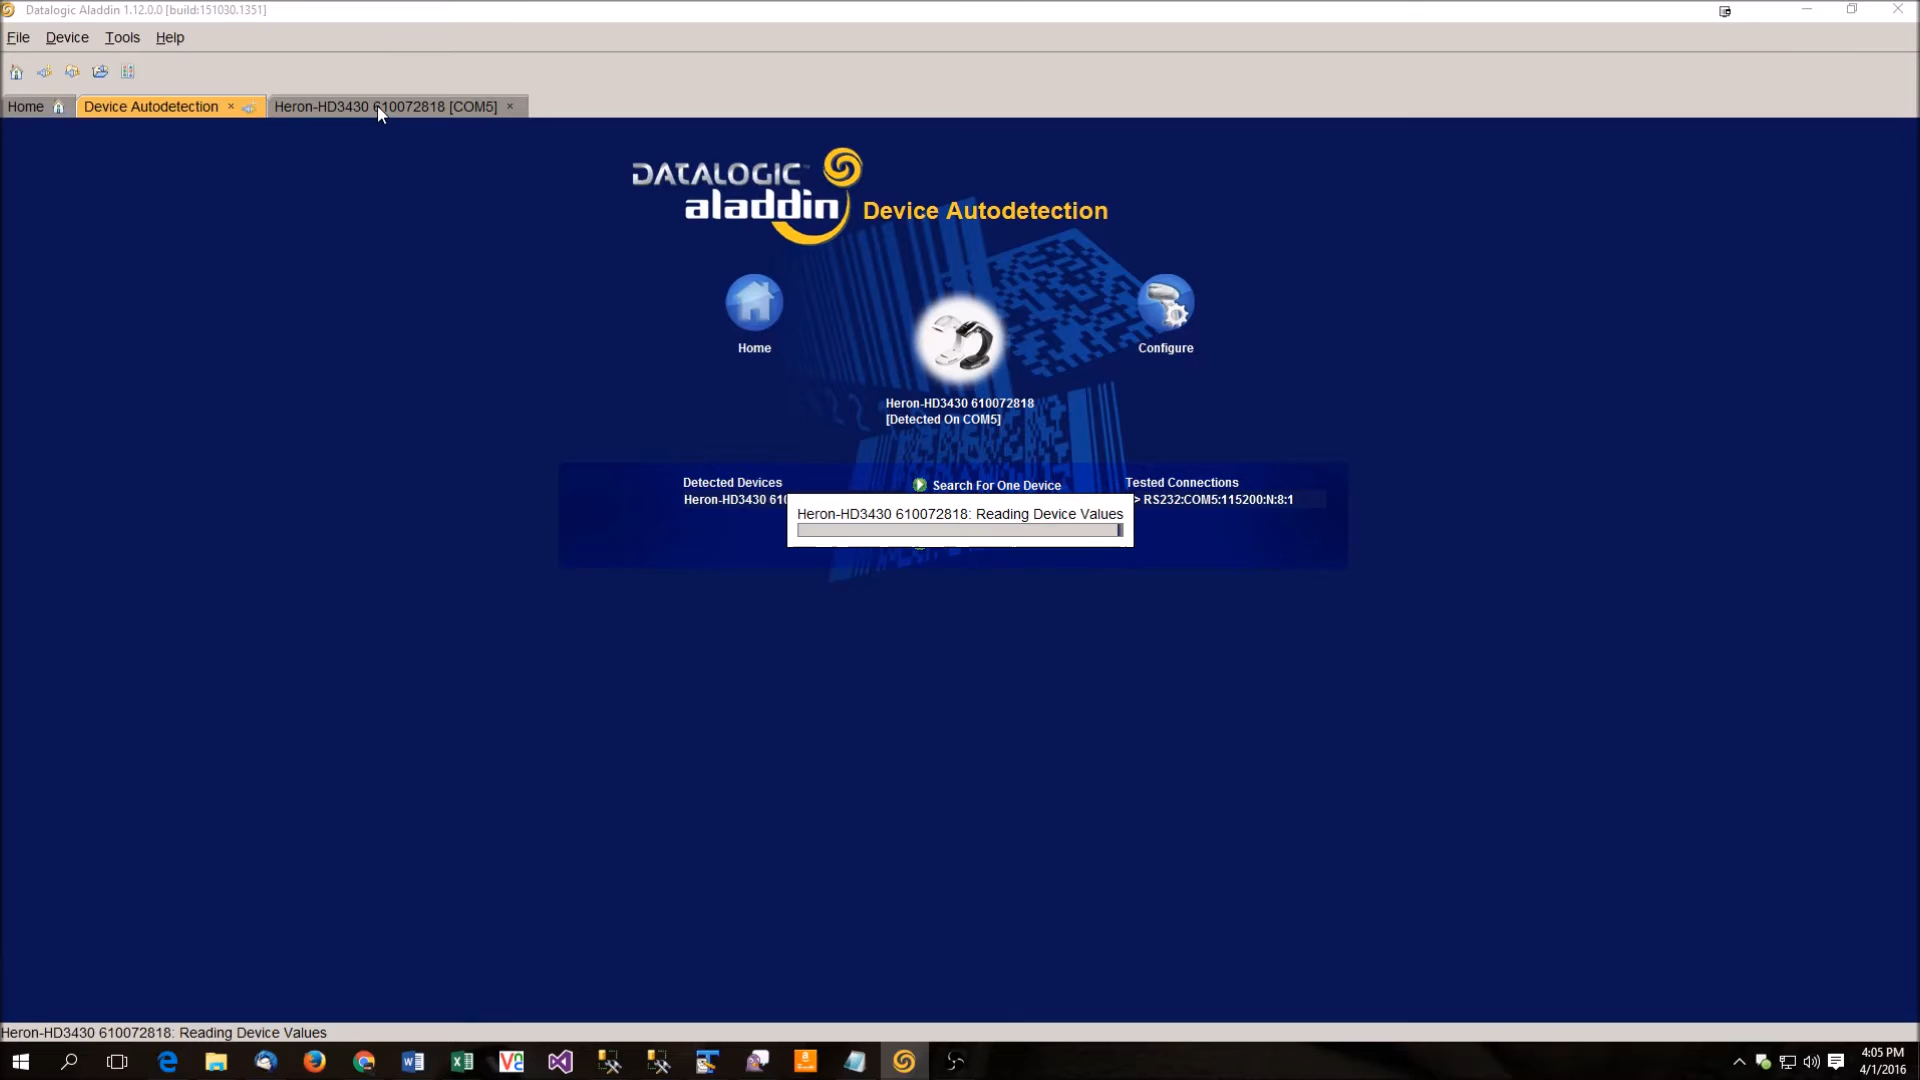 Datalogic Aladdin 1.12.0.0 [build:151030.1351]
File Device Tools Help
Home Device Autodetection × Heron-HD3430 610072818 [COM5] ×
DATALOGIC™
aladdin Device Autodetection
Home
Configure
Heron-HD3430 610072818
[Detected On COM5]
Detected Devices
Search For One Device
Tested Connections
Heron-HD3430 610
> RS232:COM5:115200:N:8:1
Heron-HD3430 610072818: Reading Device Values
Heron-HD3430 610072818: Reading Device Values
4:05 PM
4/1/2016